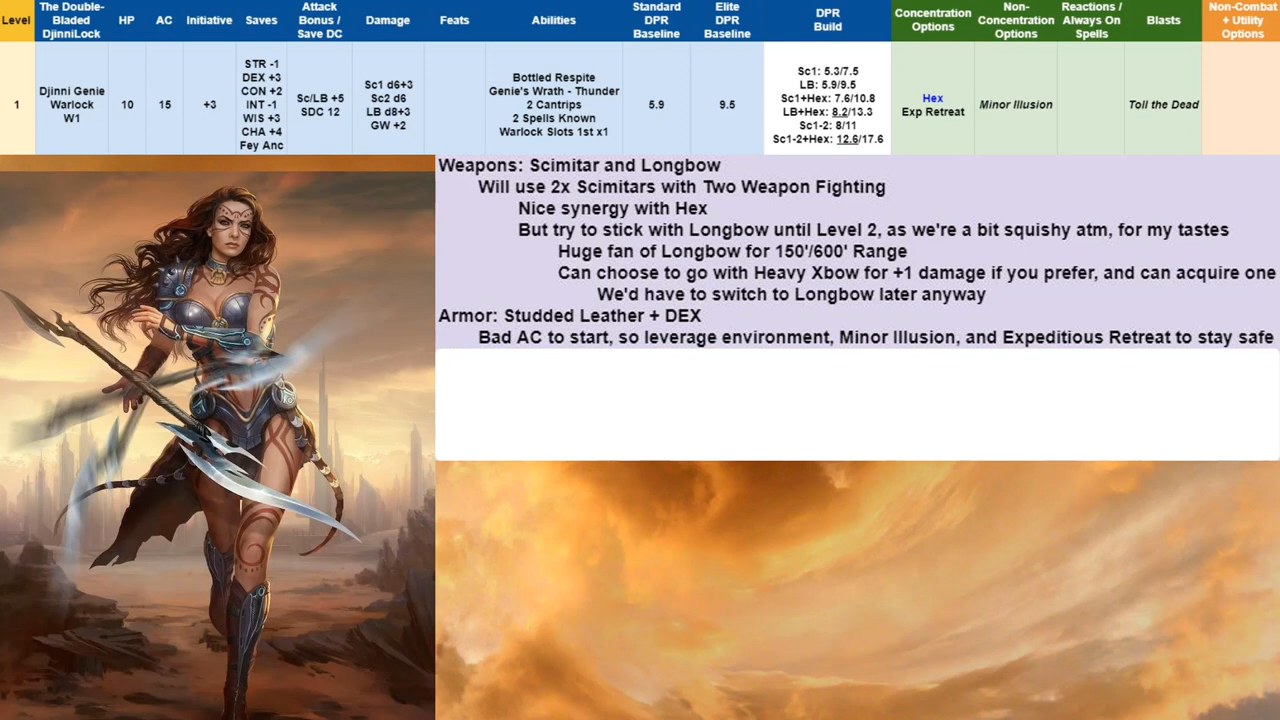 Level
The Double-
Bladed
DjinniLock
HP
AC
Initiative
Saves
Attack
Bonus /
Save DC
Damage
Feats
Abilities
Standard
DPR
Baseline
Elite
DPR
Baseline
DPR
Build
Concentration
Options
Non-
Concentration
Options
Reactions /
Always On
Spells
Blasts
Non-Combat
+ Utility
Options
1
Djinni Genie
Warlock
W1
10
15
+3
STR -1
DEX +3
CON +2
INT -1
WIS +3
CHA +4
Fey Anc
Sc/LB +5
SDC 12
Sc1 d6+3
Sc2 d6
LB d8+3
GW +2
Bottled Respite
Genie's Wrath - Thunder
2 Cantrips
2 Spells Known
Warlock Slots 1st x1
5.9
9.5
Sc1: 5.3/7.5
LB: 5.9/9.5
Sc1+Hex: 7.6/10.8
LB+Hex: 8.2/13.3
Sc1-2: 8/11
Sc1-2+Hex: 12.6/17.6
Hex
Exp Retreat
Minor Illusion
Toll the Dead
Weapons: Scimitar and Longbow
Will use 2x Scimitars with Two Weapon Fighting
Nice synergy with Hex
But try to stick with Longbow until Level 2, as we're a bit squishy atm, for my tastes
Huge fan of Longbow for 150'/600' Range
Can choose to go with Heavy Xbow for +1 damage if you prefer, and can acquire one
We'd have to switch to Longbow later anyway
Armor: Studded Leather + DEX
Bad AC to start, so leverage environment, Minor Illusion, and Expeditious Retreat to stay safe